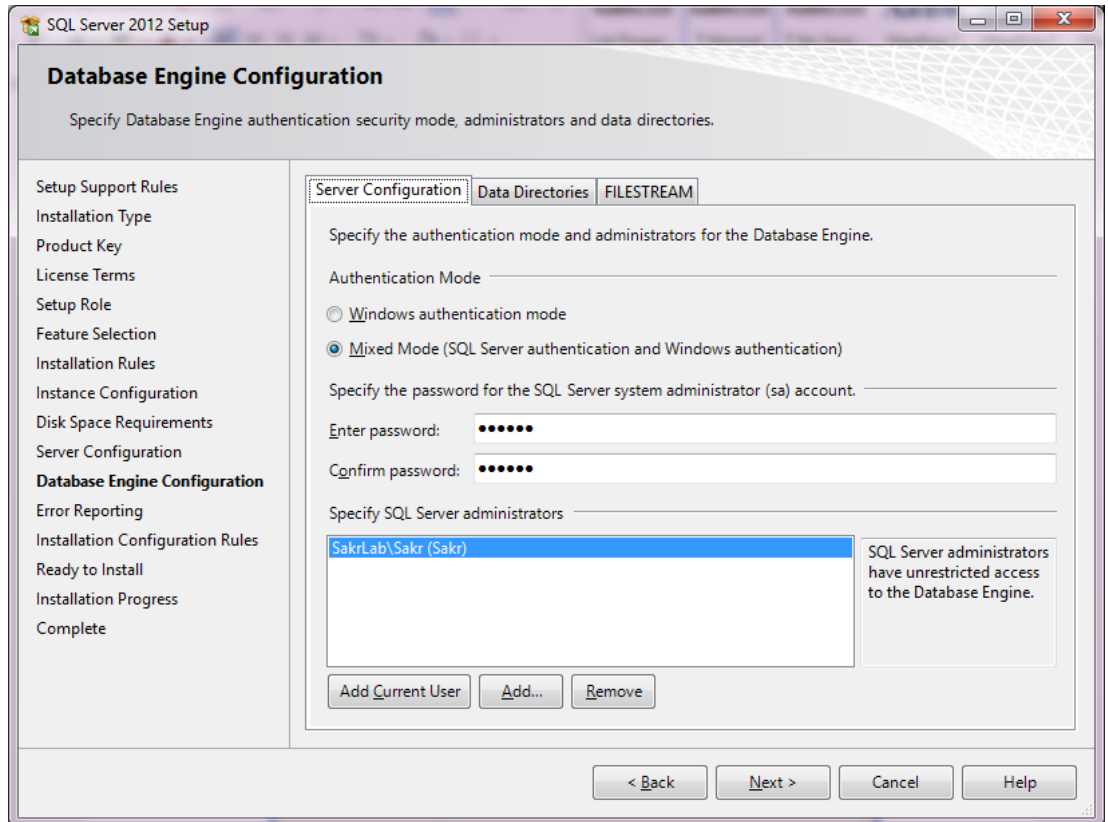 SQL Server 2012 Setup
Database Engine Configuration
Specify Database Engine authentication security mode, administrators and data directories.
Setup Support Rules
Installation Type
Product Key
License Terms
Setup Role
Feature Selection
Installation Rules
Instance Configuration
Disk Space Requirements
Server Configuration
Database Engine Configuration
Error Reporting
Installation Configuration Rules
Ready to Install
Installation Progress
Complete
Server Configuration Data Directories FILESTREAM
Specify the authentication mode and administrators for the Database Engine.
Authentication Mode
Windows authentication mode
Mixed Mode (SQL Server authentication and Windows authentication)
Specify the password for the SQL Server system administrator (sa) account.
Enter password: ●●●●●●
Confirm password: ●●●●●●
Specify SQL Server administrators
SakrLab\Sakr (Sakr)
SQL Server administrators
have unrestricted access
to the Database Engine.
Add Current User Add... Remove
< Back Next > Cancel Help